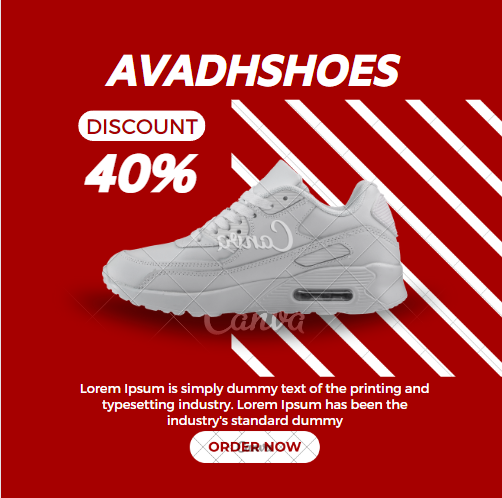 AVADHSHOES
DISCOUNT
40%
Canva
Canva
Lorem Ipsum is simply dummy text of the printing and
typesetting industry. Lorem Ipsum has been the
industry's standard dummy
ORDER NOW